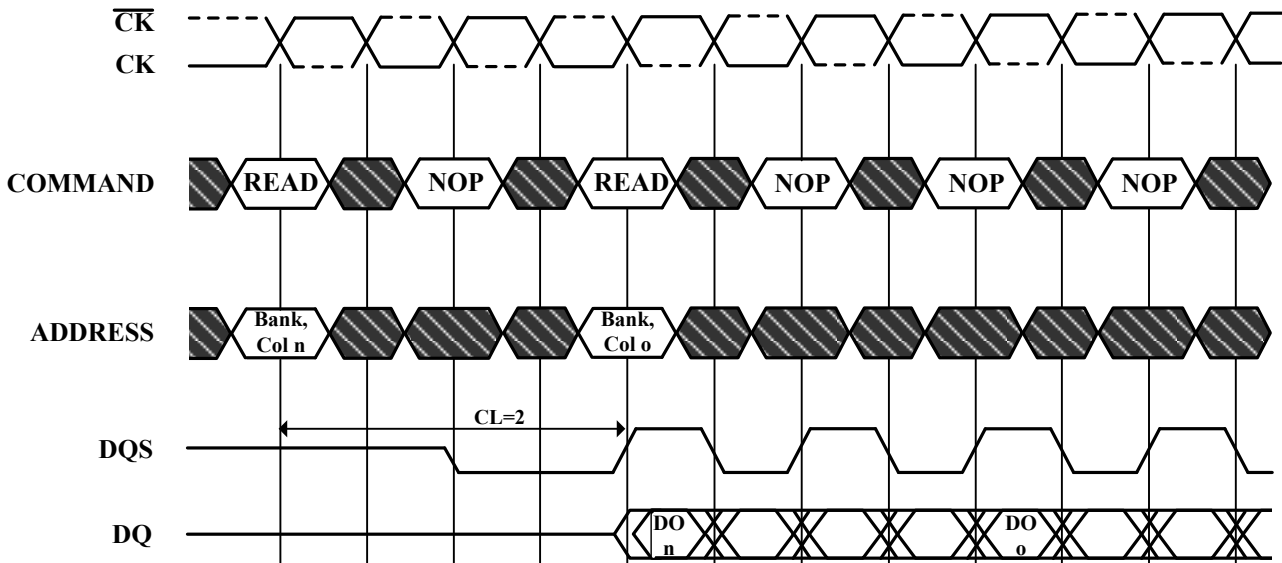 CK
CK
COMMAND
READ
NOP
READ
NOP
NOP
NOP
ADDRESS
Bank,
Col n
Bank,
Col o
CL=2
DQS
DQ
DO
n
DO
o